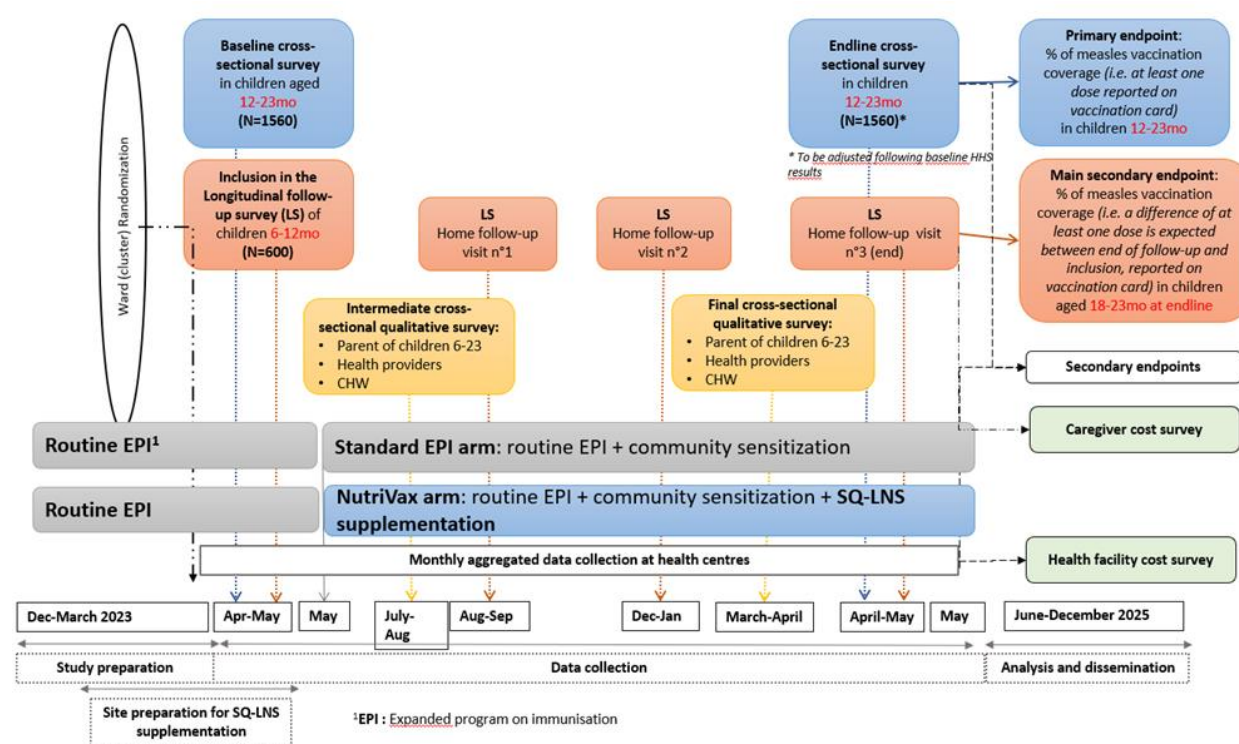 Ward (cluster) Randomization
Baseline cross-
sectional survey
in children aged
12-23mo
(N=1560)
Endline cross-
sectional survey
in children
12-23mo
(N=1560)*
Primary endpoint:
% of measles vaccination
coverage (i.e. at least one
dose reported on
vaccination card)
in children 12-23mo
* To be adjusted following baseline HHS
results
Inclusion in the
Longitudinal follow-
up survey (LS) of
children 6-12mo
(N=600)
LS
Home follow-up
visit n°1
LS
Home follow-up
visit n°2
LS
Home follow-up visit
n°3 (end)
Main secondary endpoint:
% of measles vaccination
coverage (i.e. a difference of at
least one dose is expected
between end of follow-up and
inclusion, reported on
vaccination card) in children
aged 18-23mo at endline
Intermediate cross-
sectional qualitative survey:
• Parent of children 6-23
• Health providers
• CHW
Final cross-sectional
qualitative survey:
• Parent of children 6-23
• Health providers
• CHW
Secondary endpoints
Caregiver cost survey
Routine EPI¹
Standard EPI arm: routine EPI + community sensitization
Routine EPI
NutriVax arm: routine EPI + community sensitization + SQ-LNS
supplementation
Monthly aggregated data collection at health centres
Health facility cost survey
Dec-March 2023
Apr-May
May
July-
Aug
Aug-Sep
Dec-Jan
March-April
April-May
May
June-December 2025
Study preparation
Data collection
Analysis and dissemination
Site preparation for SQ-LNS
supplementation
¹EPI : Expanded program on immunisation